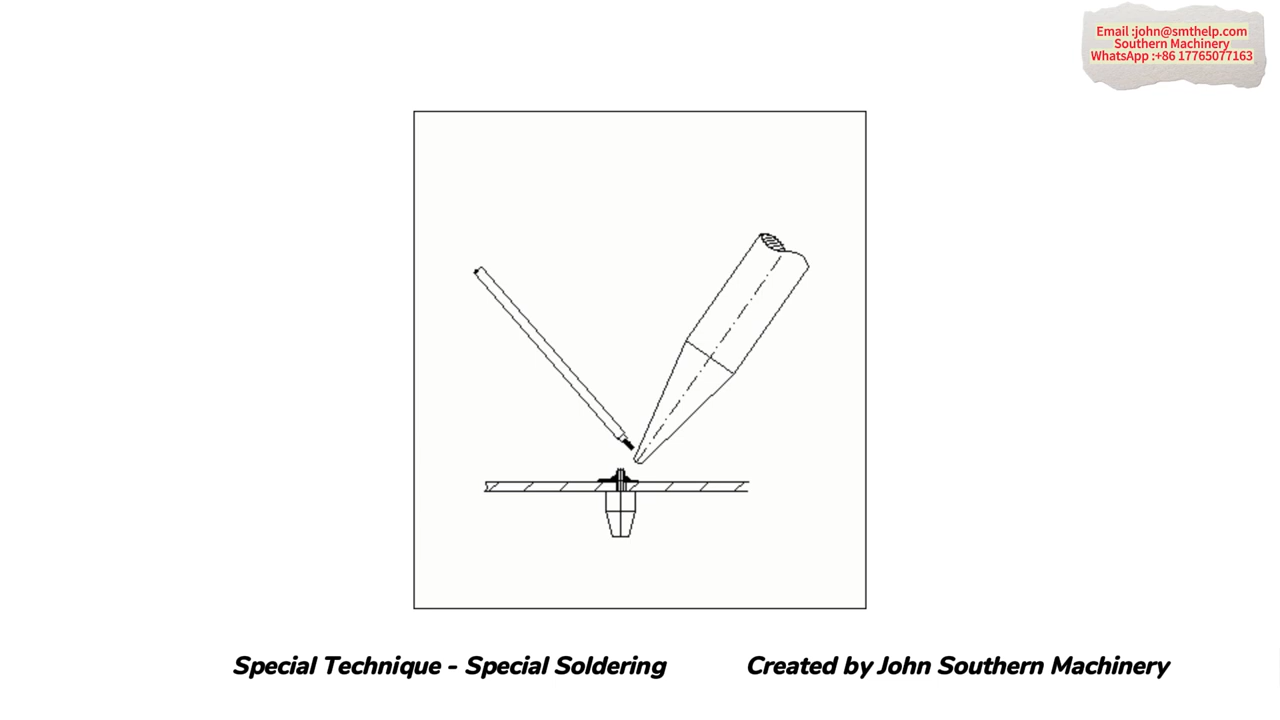 Email :john@smthelp.com
Southern Machinery
WhatsApp :+86 17765077163
Special Technique - Special Soldering
Created by John Southern Machinery